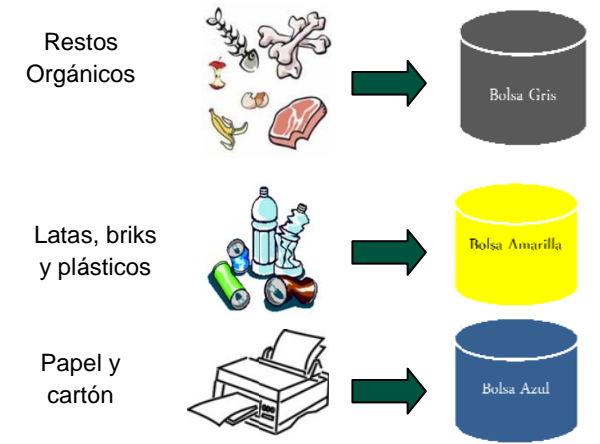 Restos
Orgánicos
Bolsa Gris
Latas, briks
y plásticos
Bolsa Amarilla
Papel y
cartón
Bolsa Azul